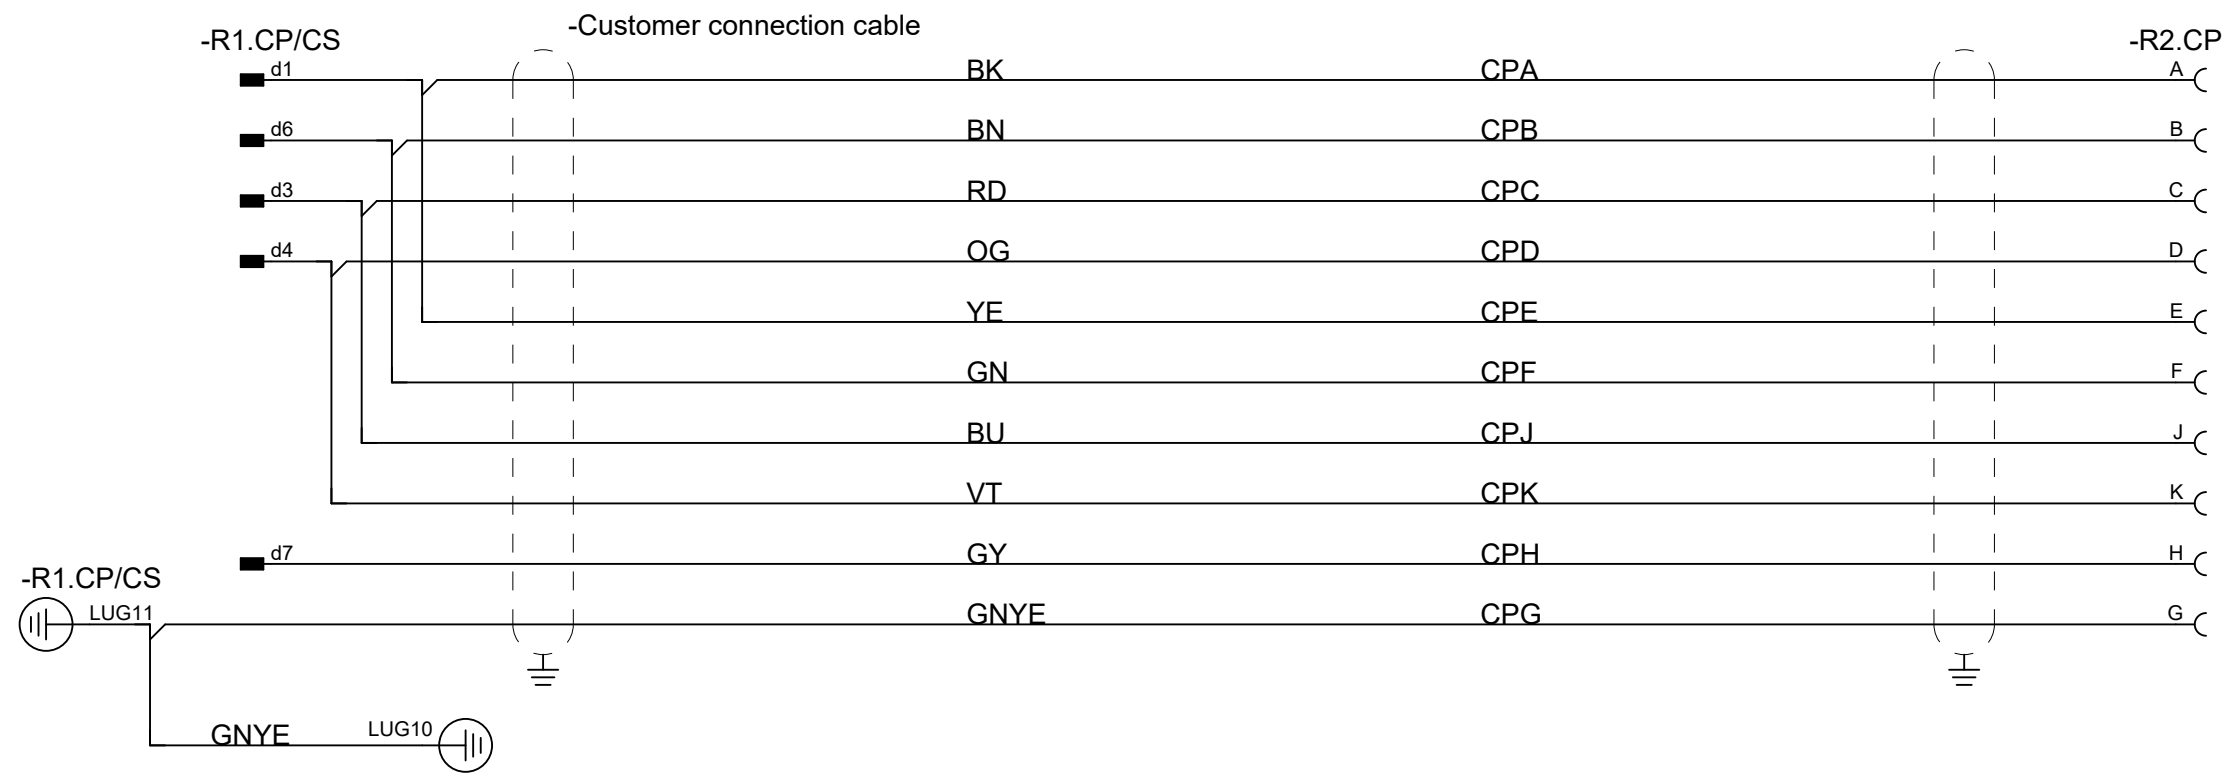 -Customer connection cable
-R1.CP/CS -R2.CP
d1 BK CPA A
d6 BN CPB B
d3 RD CPC C
d4 OG CPD D
YE CPE E
GN CPF F
BU CPJ J
VT CPK K
d7 GY CPH H
-R1.CP/CS
LUG11 GNYE CPG G
GNYE LUG10